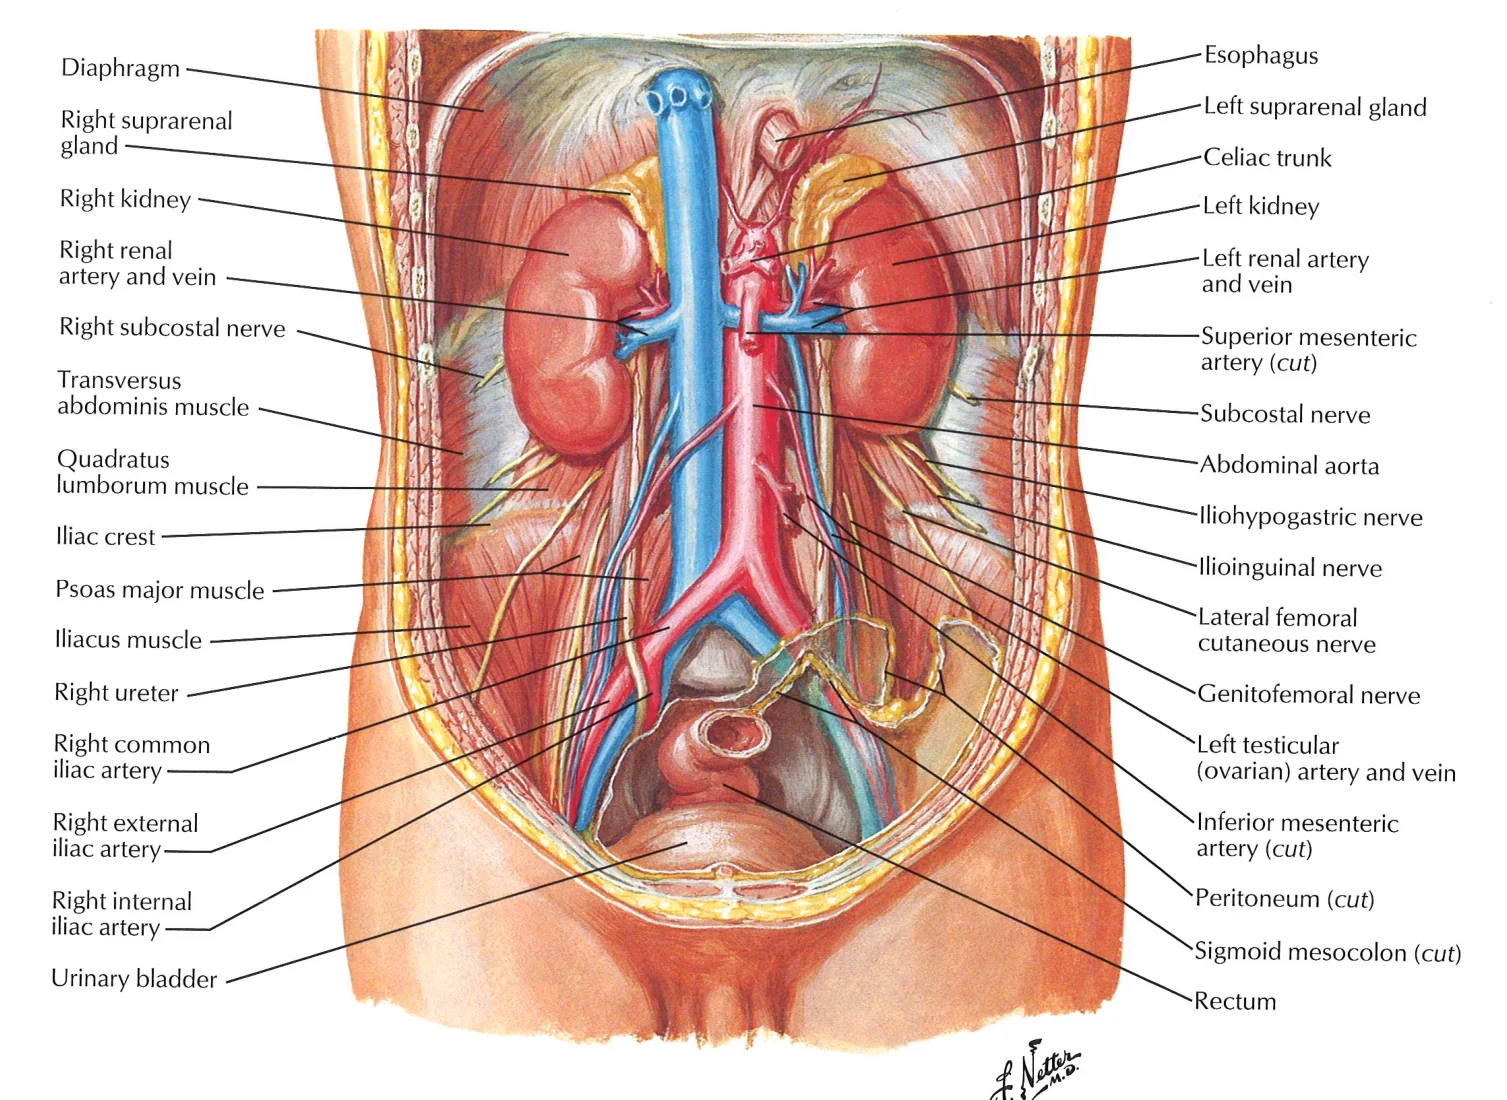 Diaphragm
Right suprarenal
gland
Right kidney
Right renal
artery and vein
Right subcostal nerve
Transversus
abdominis muscle
Quadratus
lumborum muscle
Iliac crest
Psoas major muscle
Iliacus muscle
Right ureter
Right common
iliac artery
Right external
iliac artery
Right internal
iliac artery
Urinary bladder
Esophagus
Left suprarenal gland
Celiac trunk
Left kidney
Left renal artery
and vein
Superior mesenteric
artery (cut)
Subcostal nerve
Abdominal aorta
Iliohypogastric nerve
Ilioinguinal nerve
Lateral femoral
cutaneous nerve
Genitofemoral nerve
Left testicular
(ovarian) artery and vein
Inferior mesenteric
artery (cut)
Peritoneum (cut)
Sigmoid mesocolon (cut)
Rectum
F. Netter
M.D.